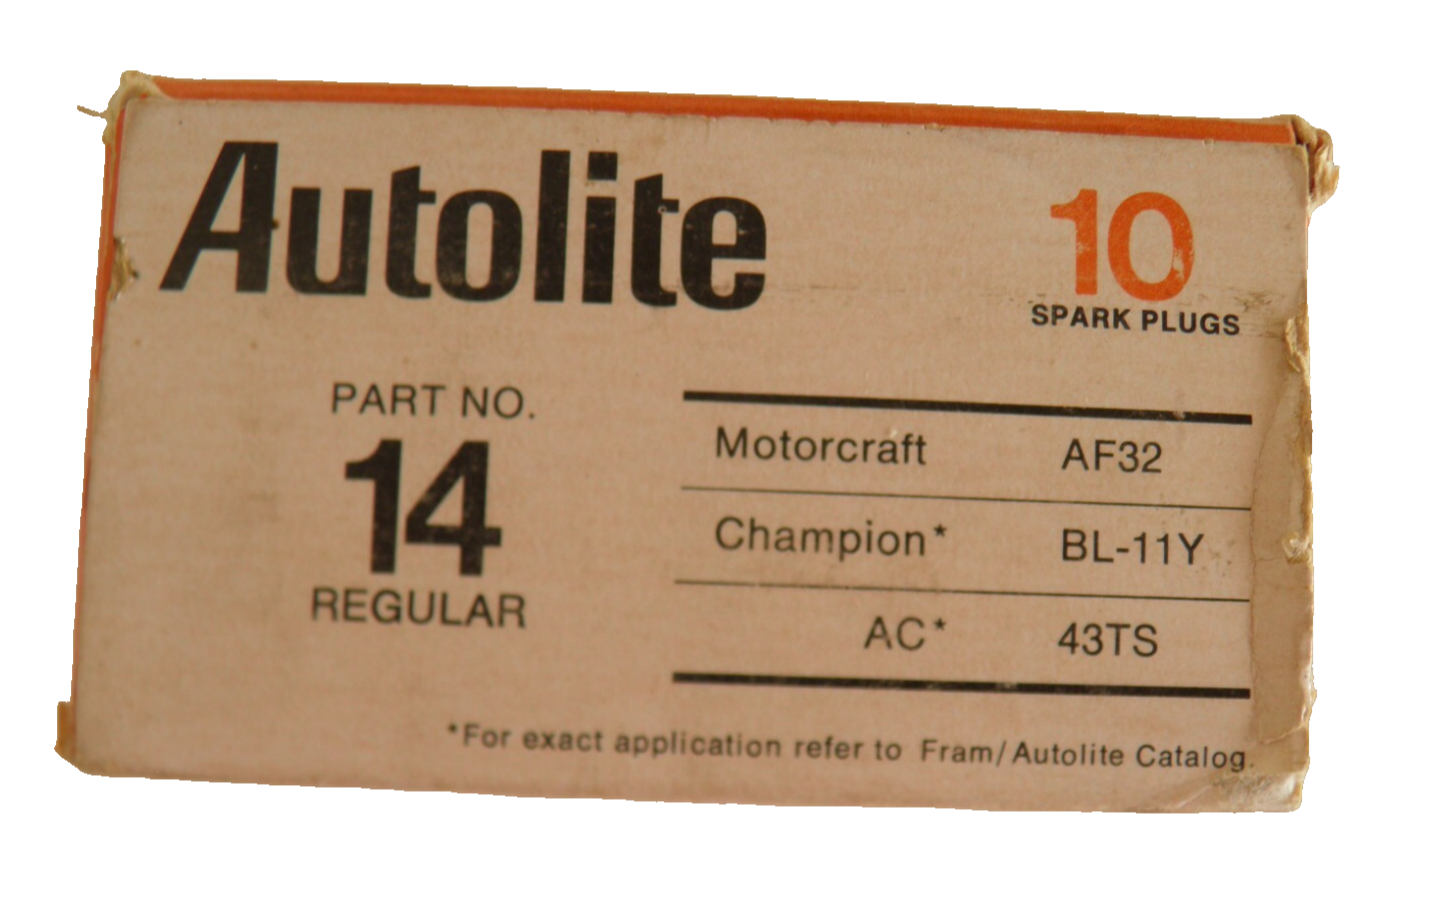 Autolite
10
SPARK PLUGS
PART NO.
14
REGULAR
Motorcraft AF32
Champion* BL-11Y
AC* 43TS
*For exact application refer to Fram/Autolite Catalog.